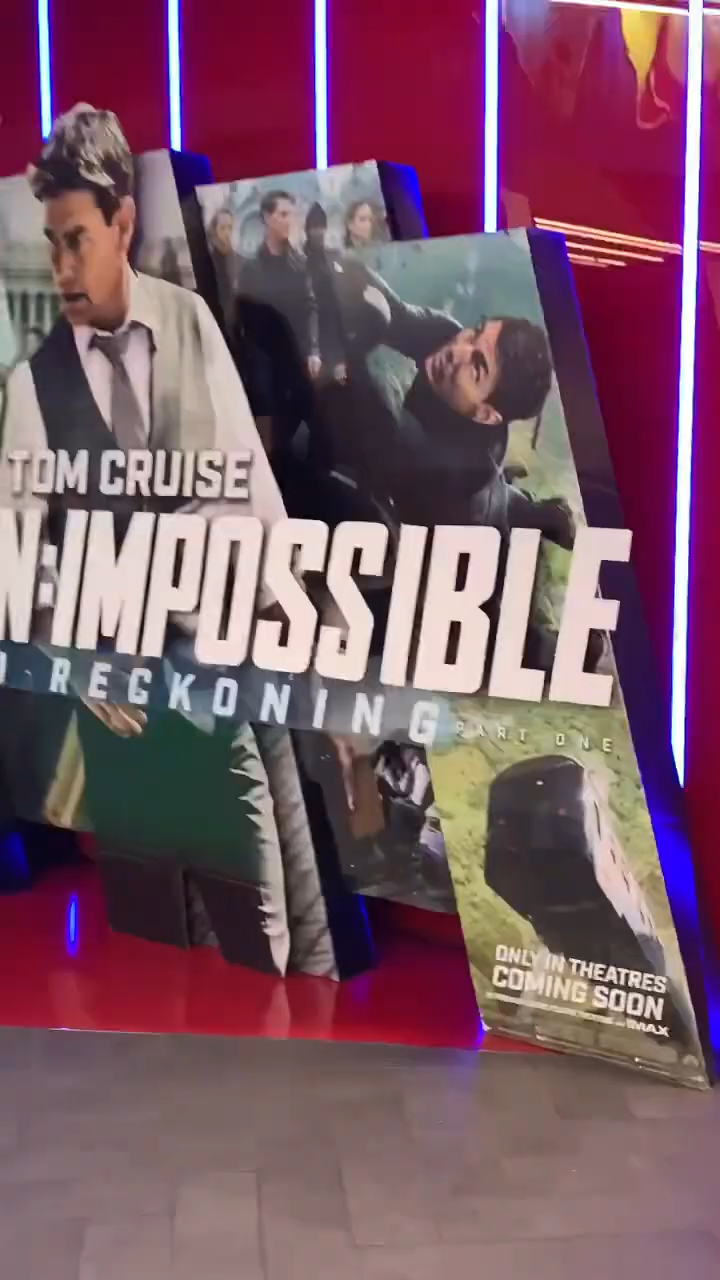 TOM CRUISE
N:IMPOSSIBLE
RECKONING
PART ONE
ONLY IN THEATRES
COMING SOON
IMAX